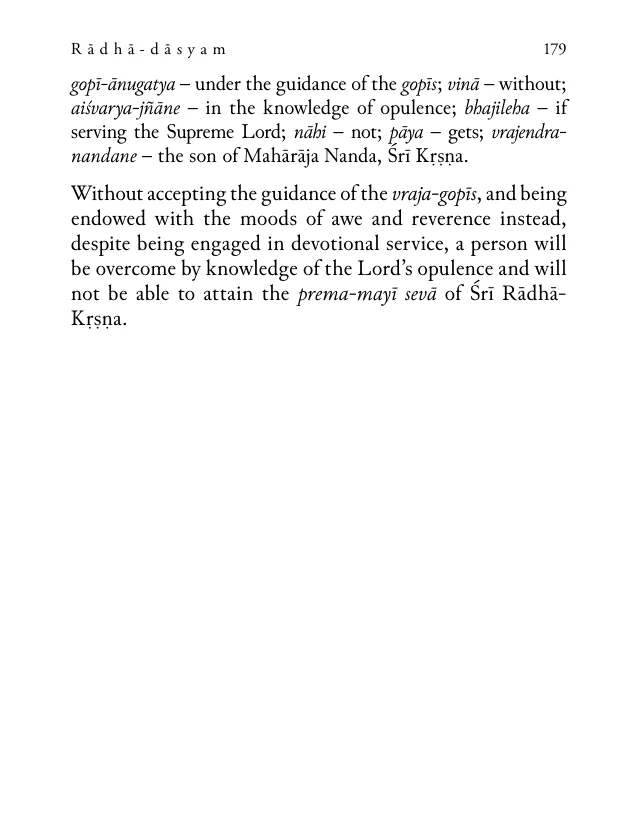 Rādhā-dāsyam 179
gopī-ānugatya – under the guidance of the gopīs; vinā – without;
aiśvarya-jñāne – in the knowledge of opulence; bhajileha – if
serving the Supreme Lord; nāhi – not; pāya – gets; vrajendra-
nandane – the son of Mahārāja Nanda, Śrī Kṛṣṇa.
Without accepting the guidance of the vraja-gopīs, and being
endowed with the moods of awe and reverence instead,
despite being engaged in devotional service, a person will
be overcome by knowledge of the Lord’s opulence and will
not be able to attain the prema-mayī sevā of Śrī Rādhā-
Kṛṣṇa.